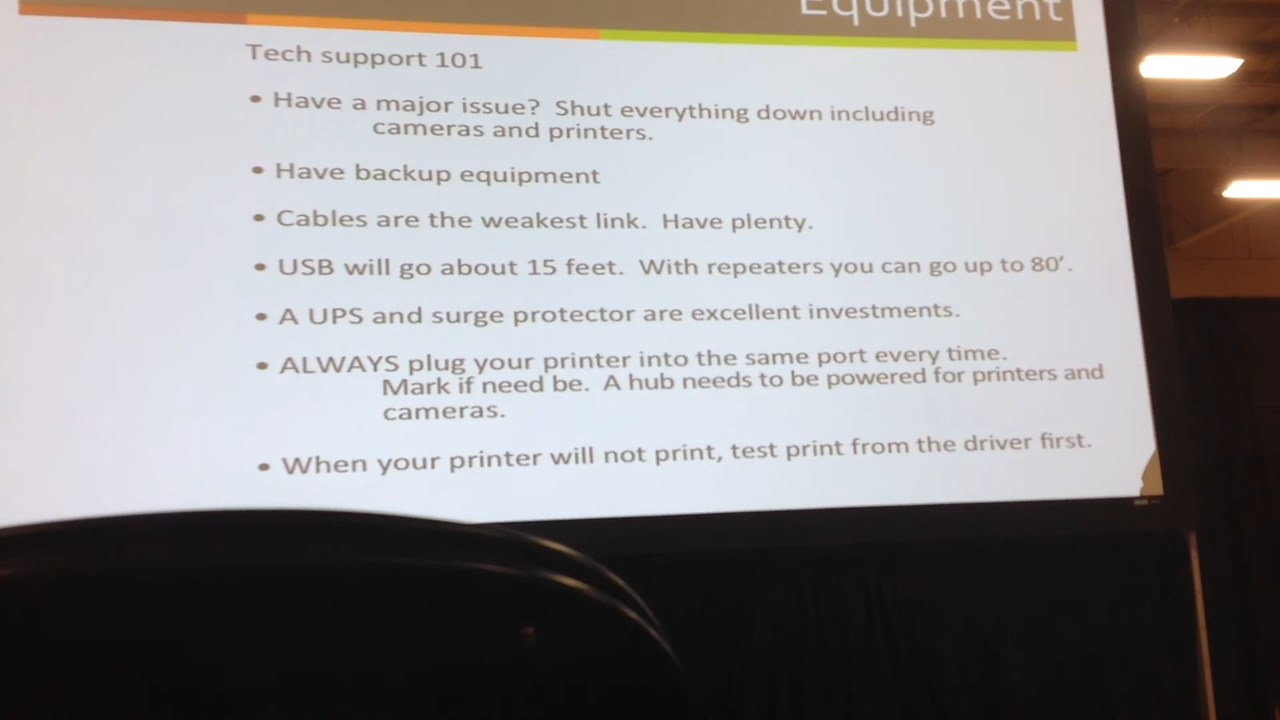 Equipment
Tech support 101
• Have a major issue?  Shut everything down including
cameras and printers.
• Have backup equipment
• Cables are the weakest link.  Have plenty.
• USB will go about 15 feet.  With repeaters you can go up to 80’.
• A UPS and surge protector are excellent investments.
• ALWAYS plug your printer into the same port every time.
Mark if need be.  A hub needs to be powered for printers and
cameras.
• When your printer will not print, test print from the driver first.